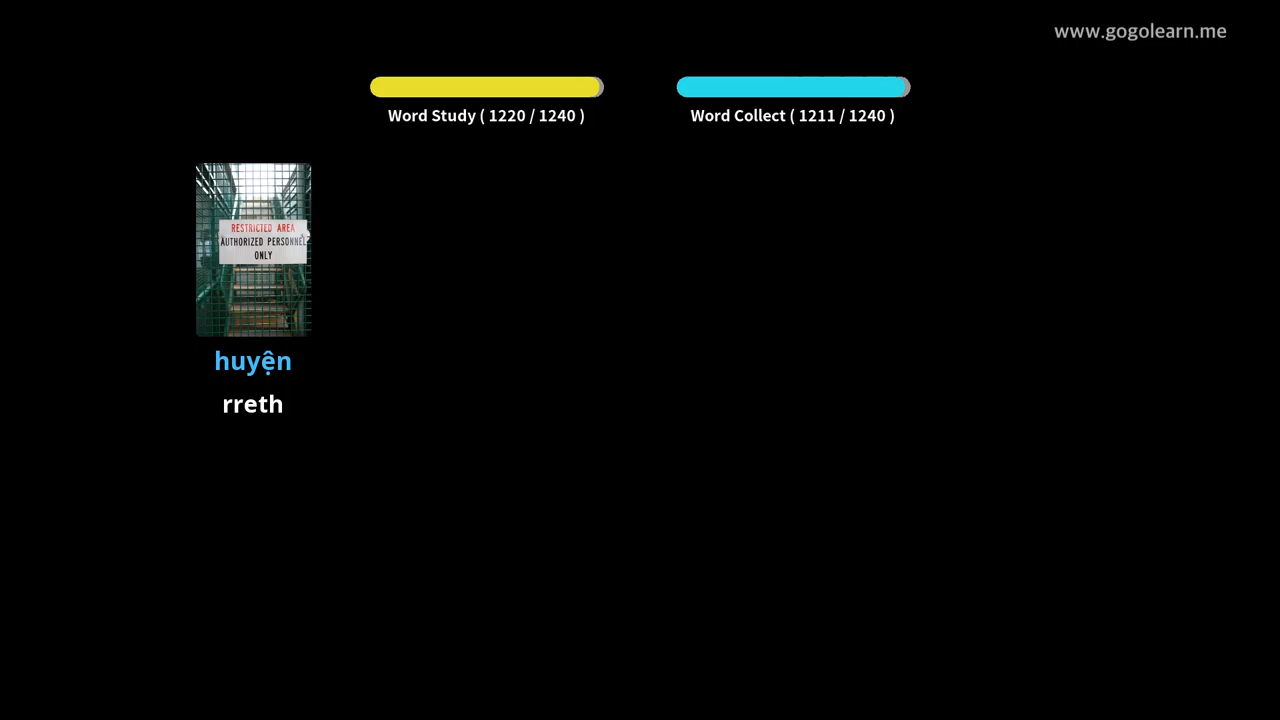 www.gogolearn.me
Word Study ( 1220 / 1240 )
Word Collect ( 1211 / 1240 )
RESTRICTED AREA
AUTHORIZED PERSONNEL
ONLY
huyện
rreth